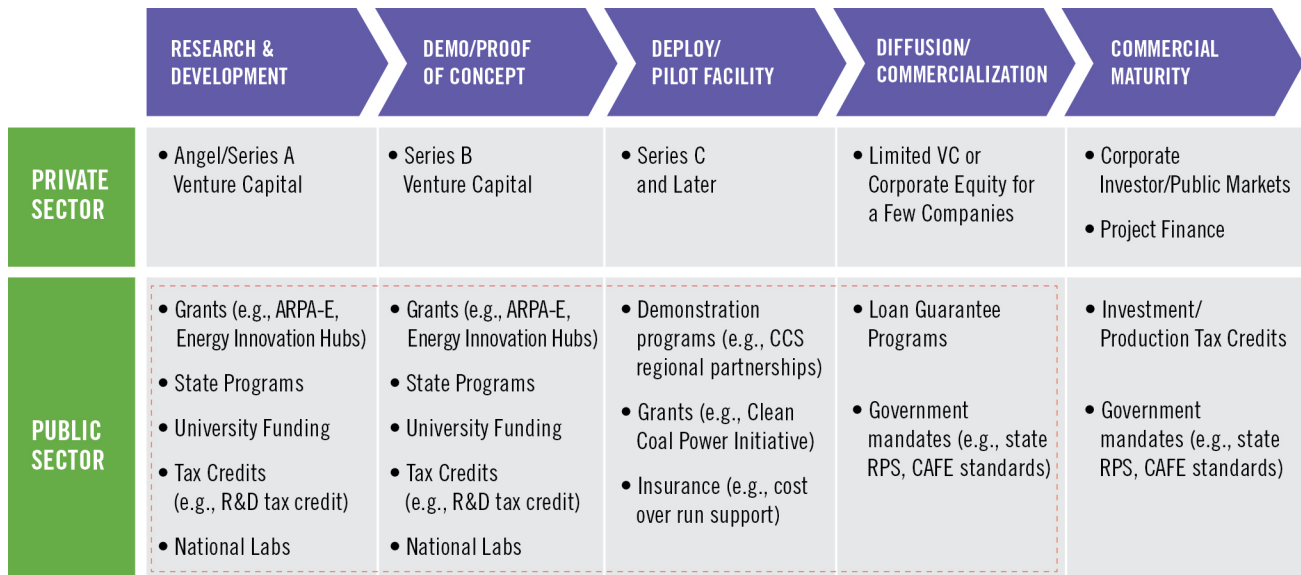 RESEARCH &
DEVELOPMENT
DEMO/PROOF
OF CONCEPT
DEPLOY/
PILOT FACILITY
DIFFUSION/
COMMERCIALIZATION
COMMERCIAL
MATURITY
PRIVATE
SECTOR
• Angel/Series A
Venture Capital
• Series B
Venture Capital
• Series C
and Later
• Limited VC or
Corporate Equity for
a Few Companies
• Corporate
Investor/Public Markets
• Project Finance
PUBLIC
SECTOR
• Grants (e.g., ARPA-E,
Energy Innovation Hubs)
• State Programs
• University Funding
• Tax Credits
(e.g., R&D tax credit)
• National Labs
• Grants (e.g., ARPA-E,
Energy Innovation Hubs)
• State Programs
• University Funding
• Tax Credits
(e.g., R&D tax credit)
• National Labs
• Demonstration
programs (e.g., CCS
regional partnerships)
• Grants (e.g., Clean
Coal Power Initiative)
• Insurance (e.g., cost
over run support)
• Loan Guarantee
Programs
• Government
mandates (e.g., state
RPS, CAFE standards)
• Investment/
Production Tax Credits
• Government
mandates (e.g., state
RPS, CAFE standards)